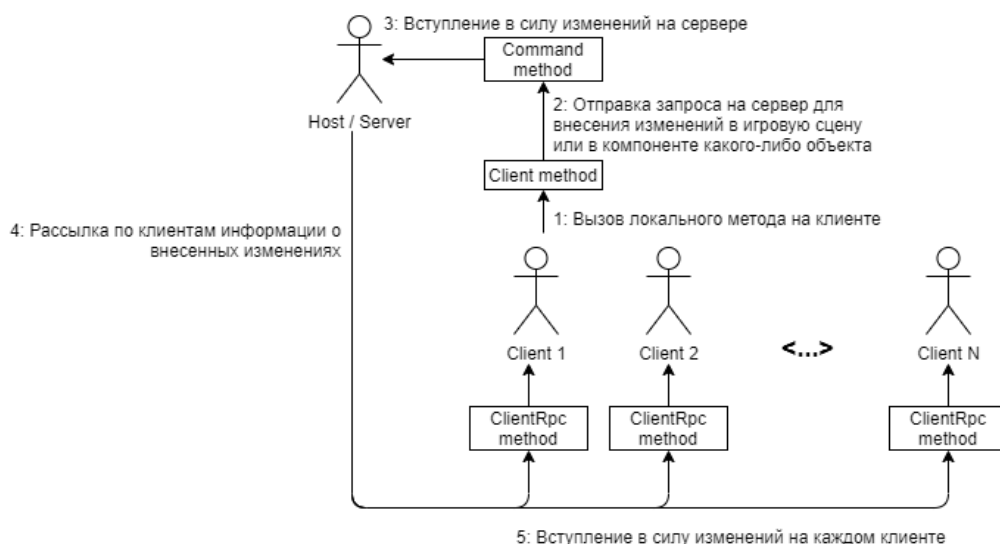 3: Вступление в силу изменений на сервере
Command
method
Host / Server
2: Отправка запроса на сервер для
внесения изменений в игровую сцену
или в компоненте какого-либо объекта
Client method
1: Вызов локального метода на клиенте
4: Рассылка по клиентам информации о
внесенных изменениях
Client 1
Client 2
<...>
Client N
ClientRpc
method
ClientRpc
method
ClientRpc
method
5: Вступление в силу изменений на каждом клиенте